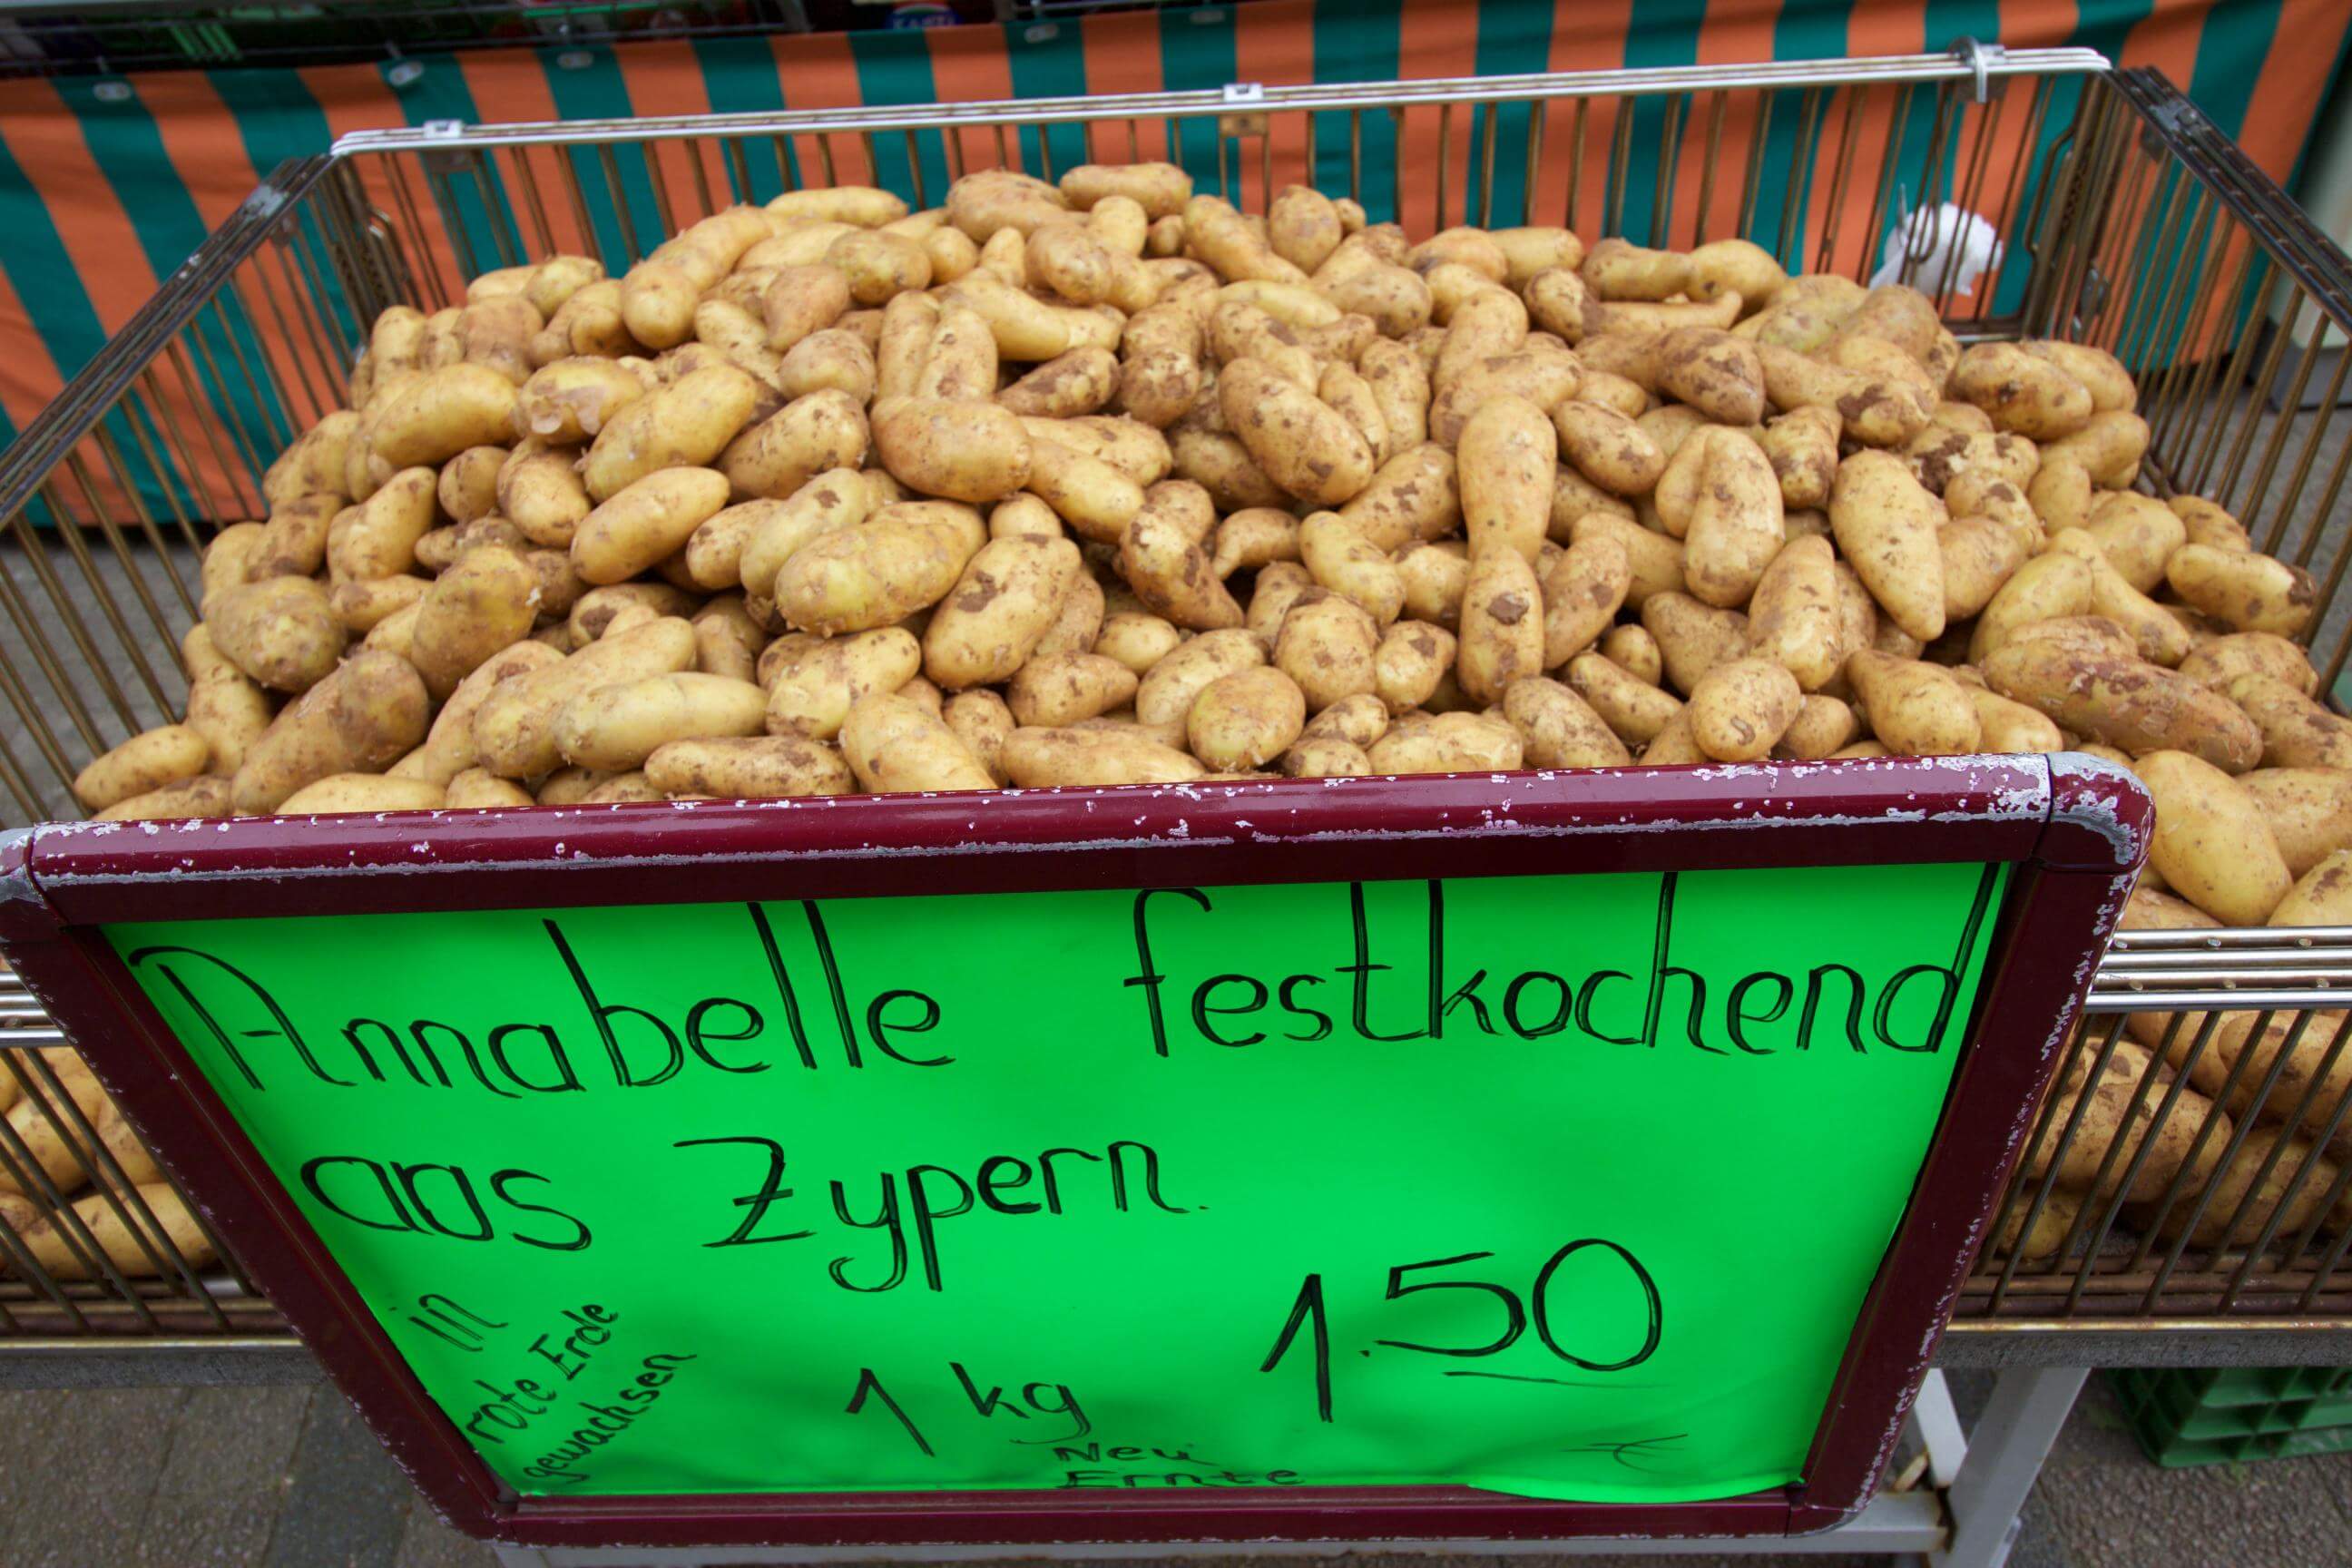 Annabelle festkochend
aus Zypern.
in
rote Erde
gewachsen
1 kg 1.50
€
Neu
Ernte